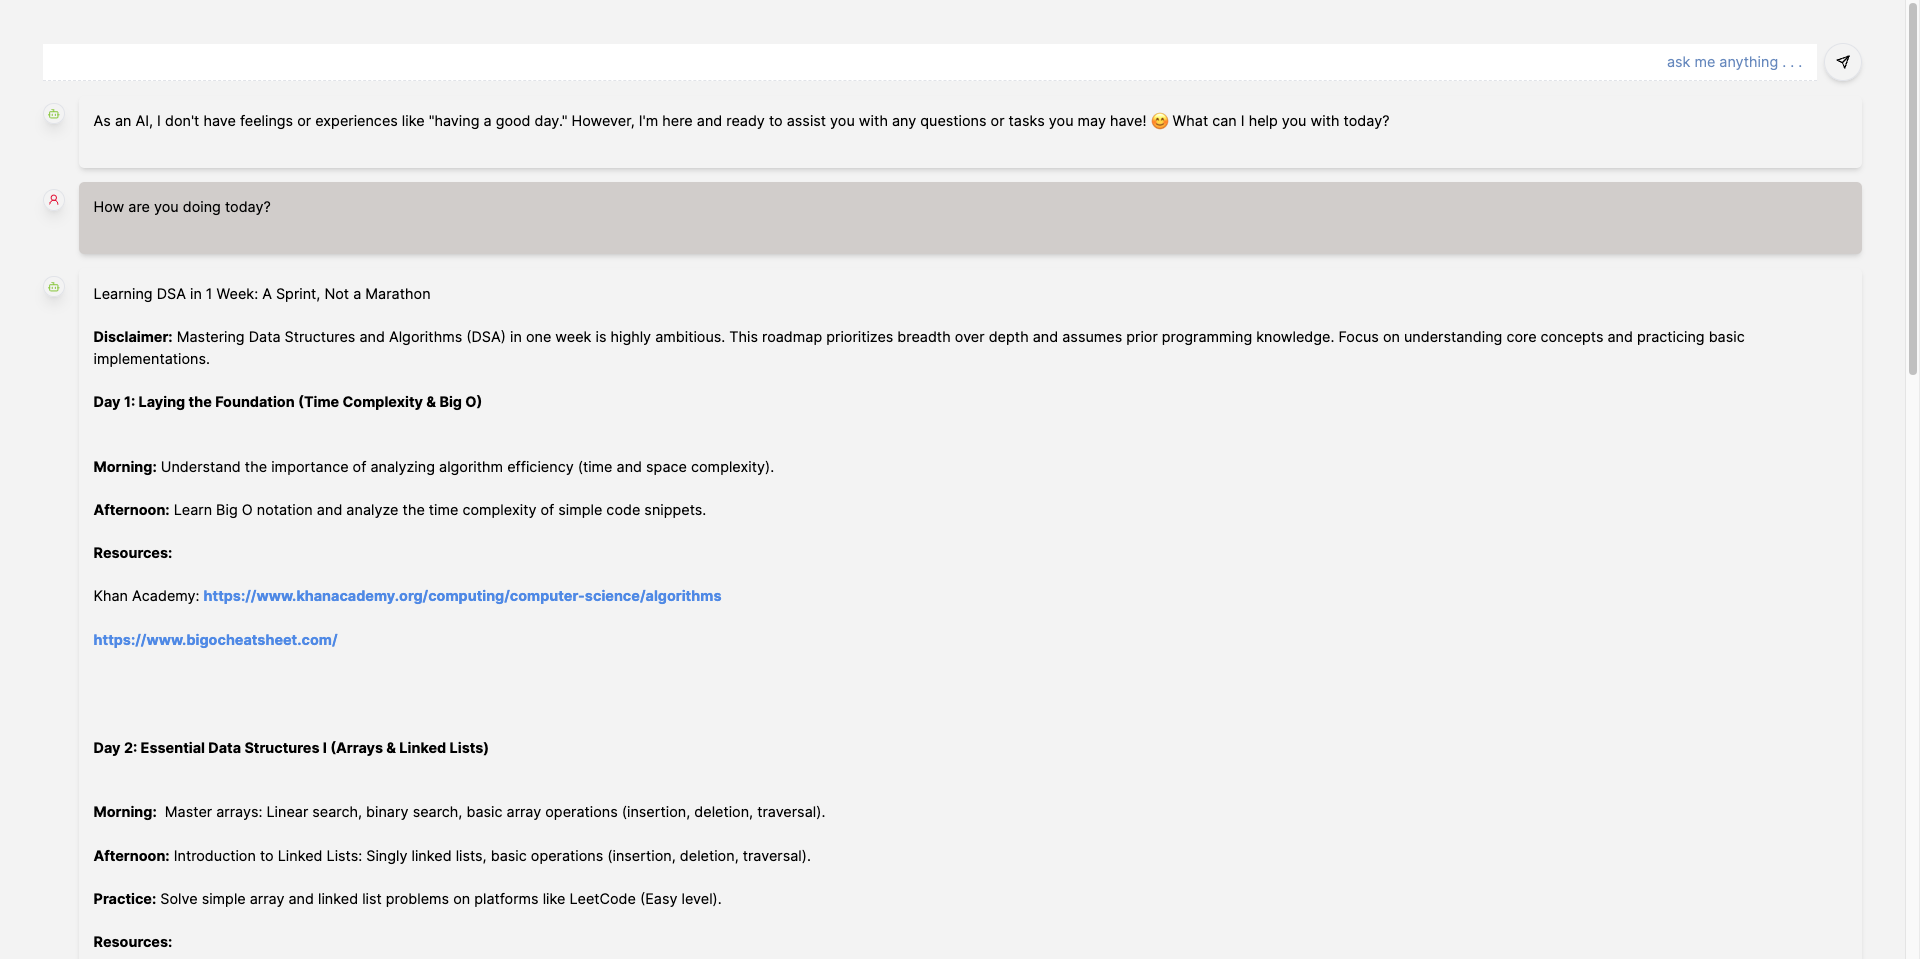 ask me anything . . .
As an AI, I don't have feelings or experiences like "having a good day." However, I'm here and ready to assist you with any questions or tasks you may have! 😊 What can I help you with today?
How are you doing today?
Learning DSA in 1 Week: A Sprint, Not a Marathon
Disclaimer: Mastering Data Structures and Algorithms (DSA) in one week is highly ambitious. This roadmap prioritizes breadth over depth and assumes prior programming knowledge. Focus on understanding core concepts and practicing basic
implementations.
Day 1: Laying the Foundation (Time Complexity & Big O)
Morning: Understand the importance of analyzing algorithm efficiency (time and space complexity).
Afternoon: Learn Big O notation and analyze the time complexity of simple code snippets.
Resources:
Khan Academy: https://www.khanacademy.org/computing/computer-science/algorithms
https://www.bigocheatsheet.com/
Day 2: Essential Data Structures I (Arrays & Linked Lists)
Morning:  Master arrays: Linear search, binary search, basic array operations (insertion, deletion, traversal).
Afternoon: Introduction to Linked Lists: Singly linked lists, basic operations (insertion, deletion, traversal).
Practice: Solve simple array and linked list problems on platforms like LeetCode (Easy level).
Resources: